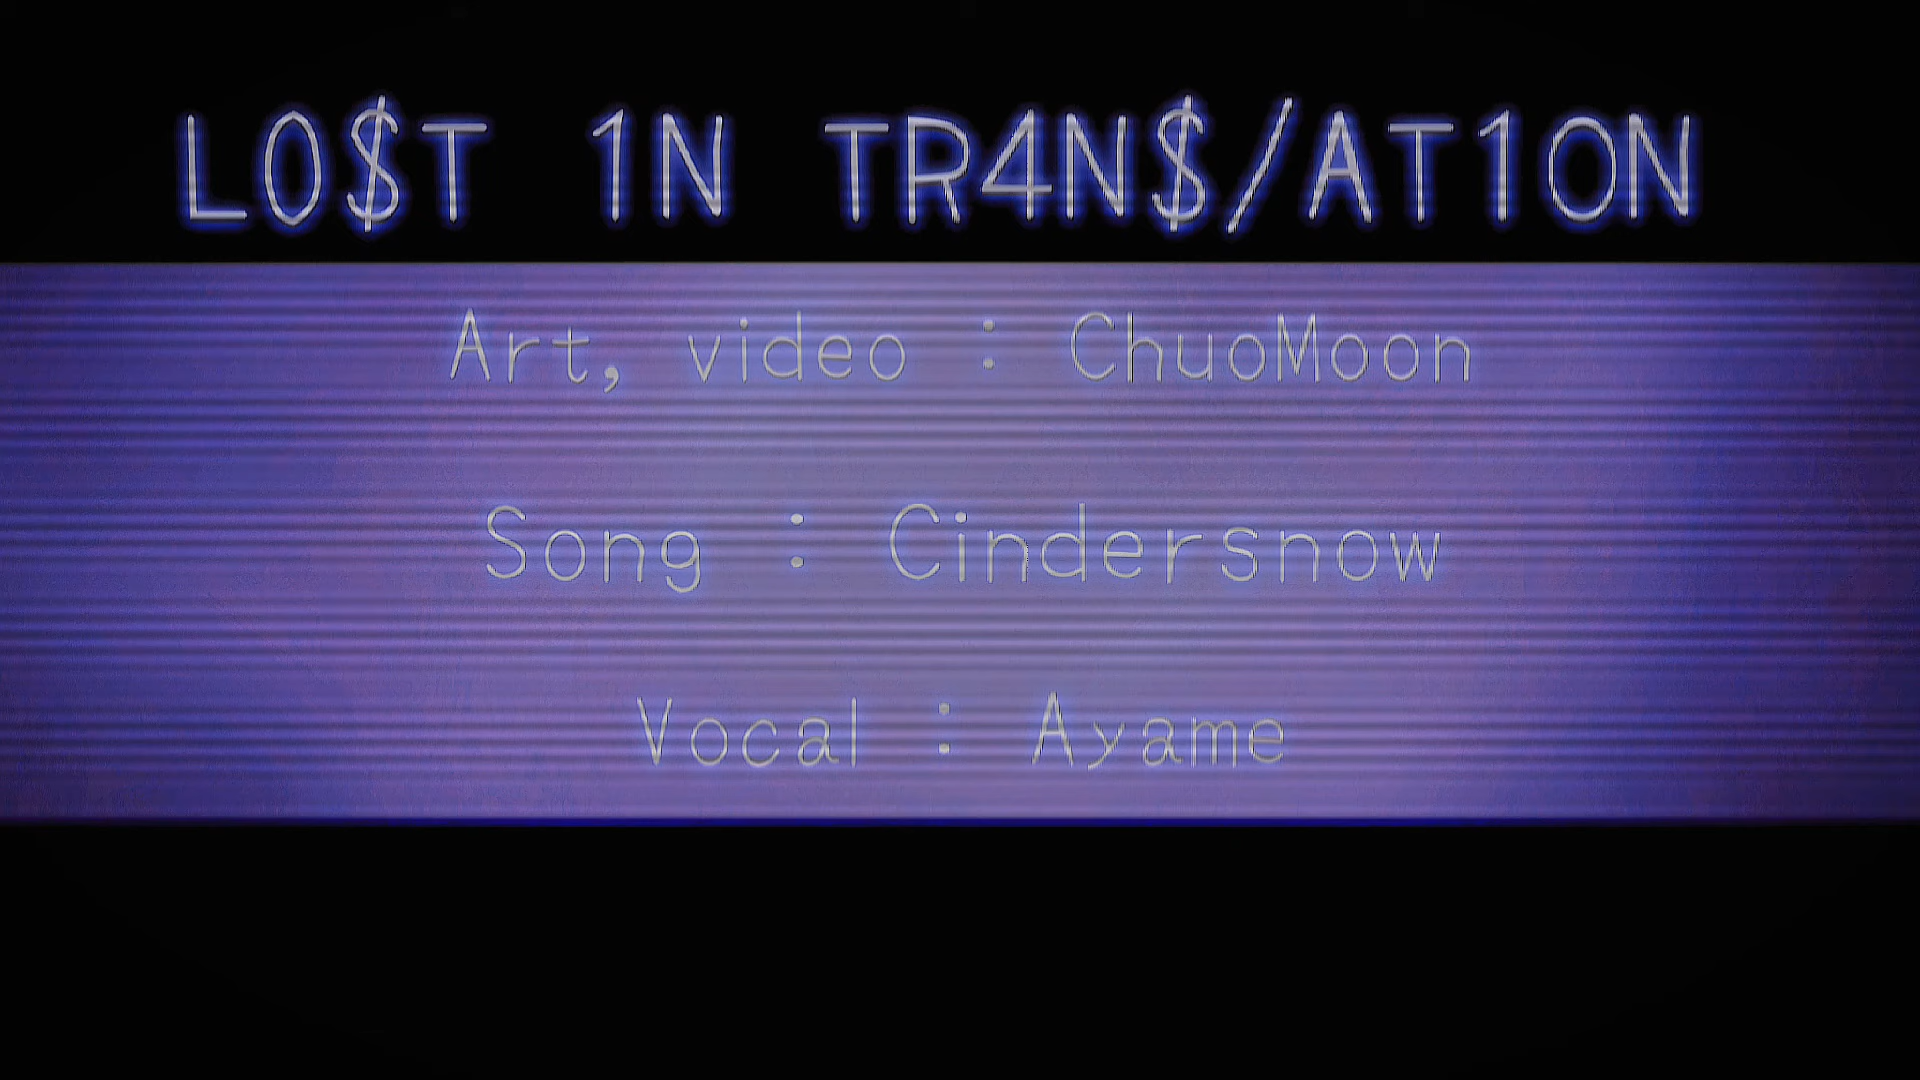 LO$T 1N TR4N$/AT1ON
Art, video : ChuoMoon
Song : Cindersnow
Vocal : Ayame